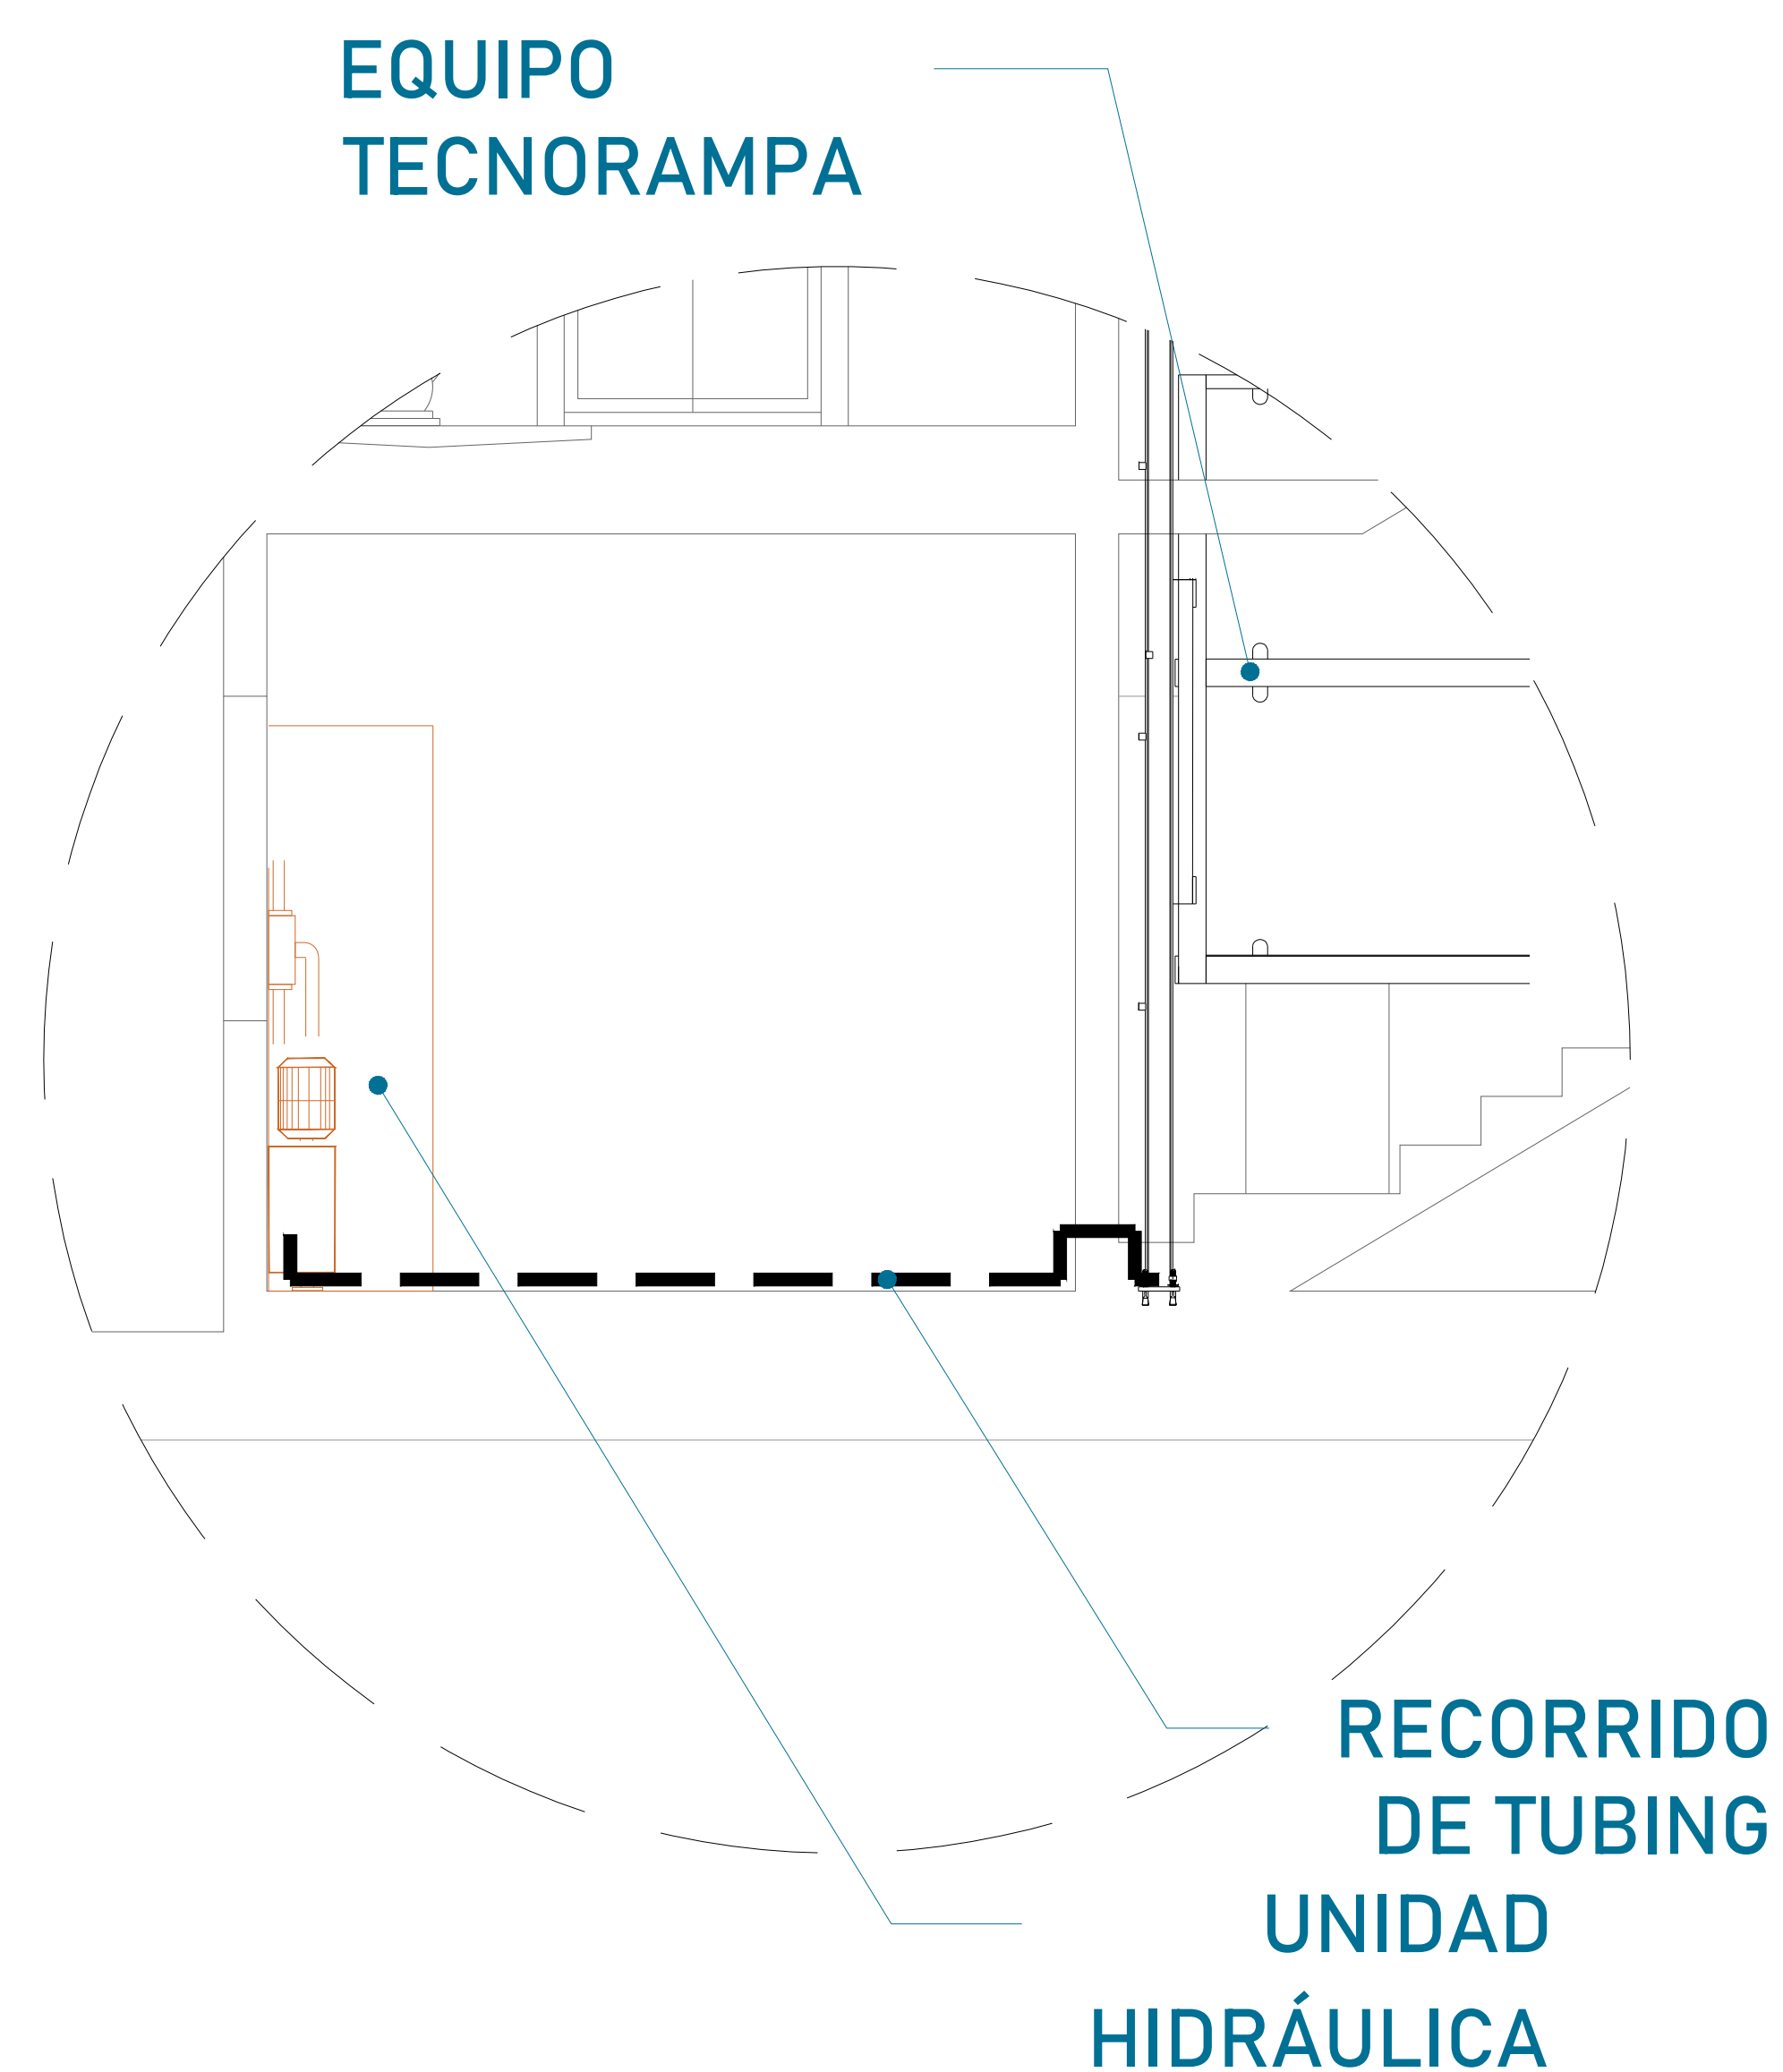 EQUIPO
TECNORAMPA
RECORRIDO
DE TUBING
UNIDAD
HIDRÁULICA